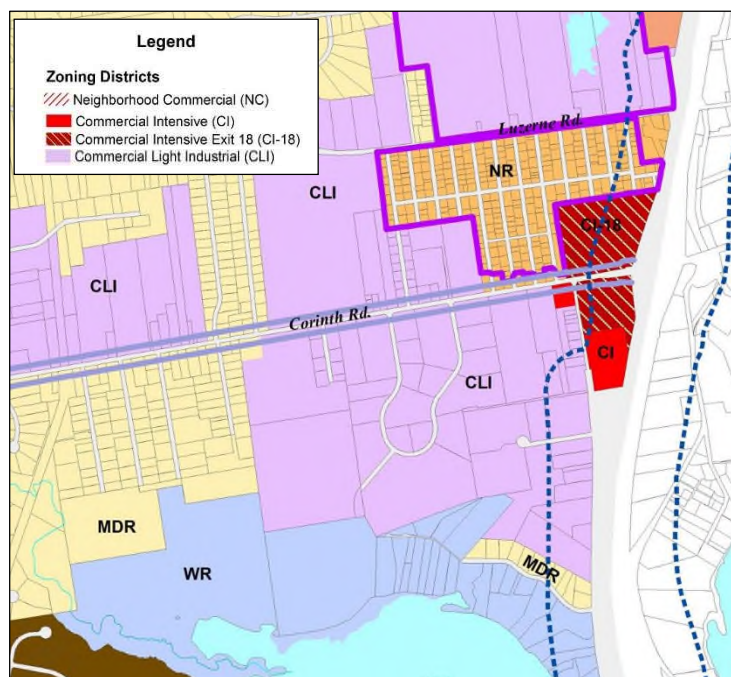 Legend
Zoning Districts
Neighborhood Commercial (NC)
Commercial Intensive (CI)
Commercial Intensive Exit 18 (CI-18)
Commercial Light Industrial (CLI)
Luzerne Rd.
NR
CLI
CI-18
CLI
Corinth Rd.
CI
CLI
MDR
MDR
WR